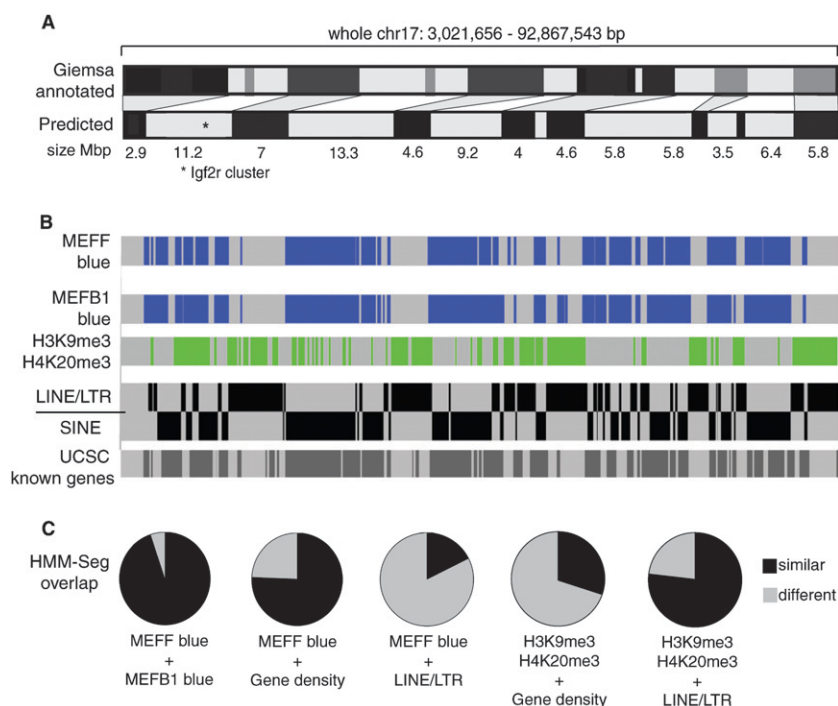 A
whole chr17: 3,021,656 - 92,867,543 bp
Giemsa
annotated
Predicted
*
size Mbp
2.9 11.2 7 13.3 4.6 9.2 4 4.6 5.8 5.8 3.5 6.4 5.8
* Igf2r cluster
B
MEFF
blue
MEFB1
blue
H3K9me3
H4K20me3
LINE/LTR
SINE
UCSC
known genes
C
HMM-Seg
overlap
similar
different
MEFF blue
+
MEFB1 blue
MEFF blue
+
Gene density
MEFF blue
+
LINE/LTR
H3K9me3
H4K20me3
+
Gene density
H3K9me3
H4K20me3
+
LINE/LTR